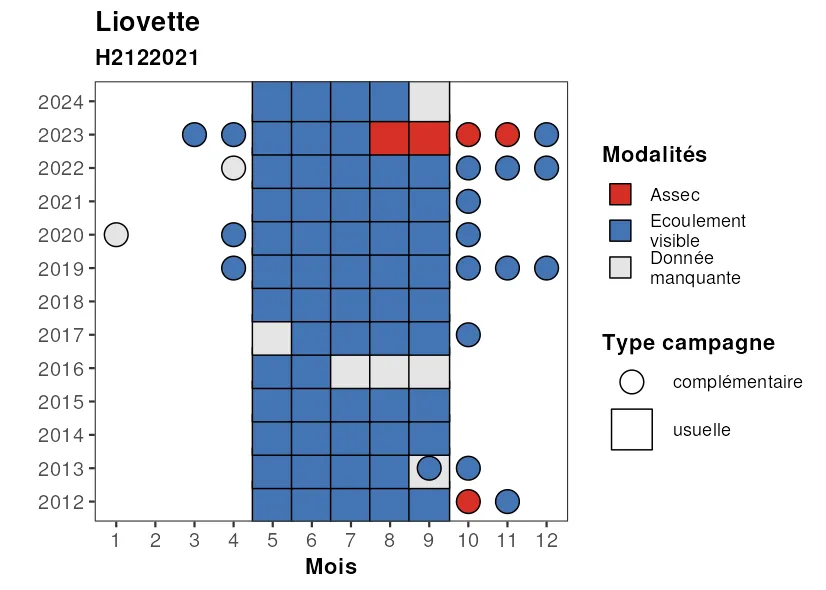 Liovette
H2122021
2024
2023
2022
2021
2020
2019
2018
2017
2016
2015
2014
2013
2012
1 2 3 4 5 6 7 8 9 10 11 12
Mois
Modalités
Assec
Ecoulement
visible
Donnée
manquante
Type campagne
complémentaire
usuelle